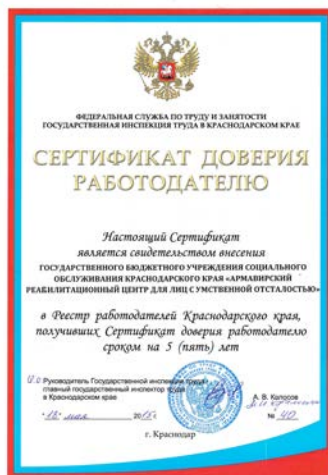 ФЕДЕРАЛЬНАЯ СЛУЖБА ПО ТРУДУ И ЗАНЯТОСТИ
ГОСУДАРСТВЕННАЯ ИНСПЕКЦИЯ ТРУДА В КРАСНОДАРСКОМ КРАЕ
СЕРТИФИКАТ ДОВЕРИЯ
РАБОТОДАТЕЛЮ
Настоящий Сертификат
является свидетельством внесения
ГОСУДАРСТВЕННОГО БЮДЖЕТНОГО УЧРЕЖДЕНИЯ СОЦИАЛЬНОГО
ОБСЛУЖИВАНИЯ КРАСНОДАРСКОГО КРАЯ «АРМАВИРСКИЙ
РЕАБИЛИТАЦИОННЫЙ ЦЕНТР ДЛЯ ЛИЦ С УМСТВЕННОЙ ОТСТАЛОСТЬЮ»
в Реестр работодателей Краснодарского края,
получивших Сертификат доверия работодателю
сроком на 5 (пять) лет
И.о Руководитель Государственной инспекции труда -
главный государственный инспектор труда
в Краснодарском крае
А. В. Колосов
"12" мая 2015г.
№ 40
г. Краснодар